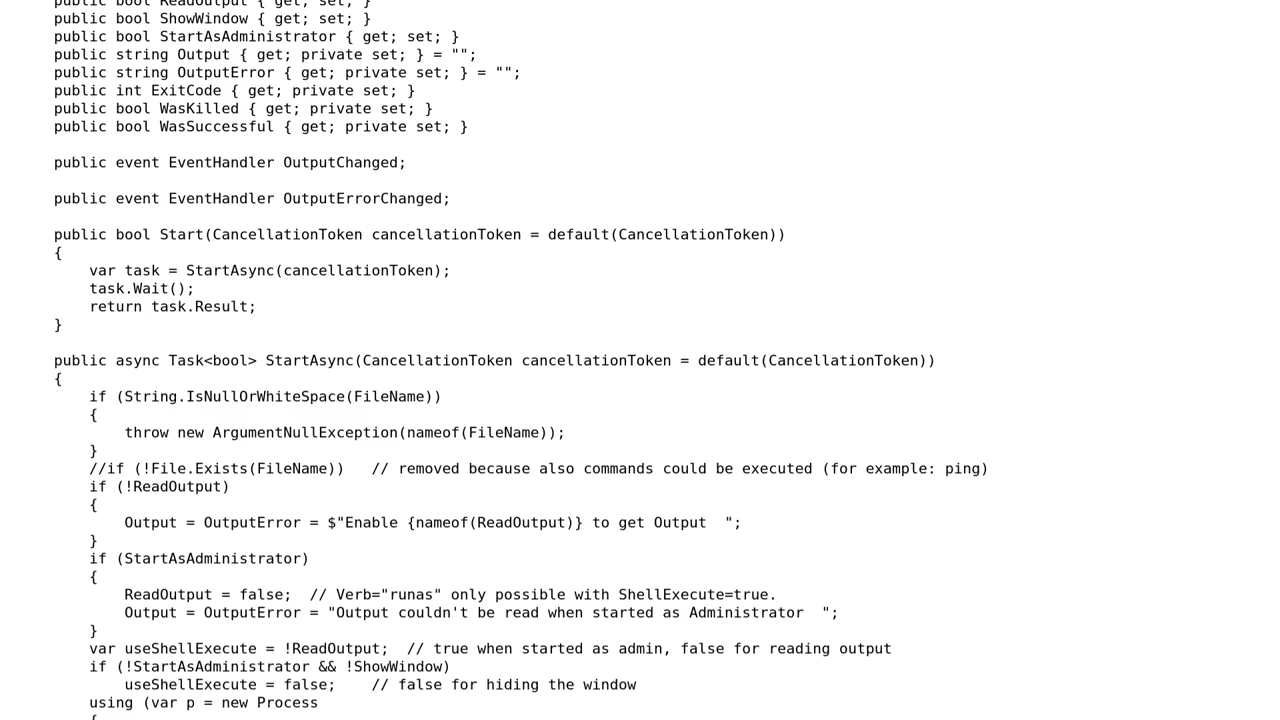 public bool ReadOutput { get; set; }
public bool ShowWindow { get; set; }
public bool StartAsAdministrator { get; set; }
public string Output { get; private set; } = "";
public string OutputError { get; private set; } = "";
public int ExitCode { get; private set; }
public bool WasKilled { get; private set; }
public bool WasSuccessful { get; private set; }

public event EventHandler OutputChanged;

public event EventHandler OutputErrorChanged;

public bool Start(CancellationToken cancellationToken = default(CancellationToken))
{
    var task = StartAsync(cancellationToken);
    task.Wait();
    return task.Result;
}

public async Task<bool> StartAsync(CancellationToken cancellationToken = default(CancellationToken))
{
    if (String.IsNullOrWhiteSpace(FileName))
    {
        throw new ArgumentNullException(nameof(FileName));
    }
    //if (!File.Exists(FileName))   // removed because also commands could be executed (for example: ping)
    if (!ReadOutput)
    {
        Output = OutputError = $"Enable {nameof(ReadOutput)} to get Output  ";
    }
    if (StartAsAdministrator)
    {
        ReadOutput = false;  // Verb="runas" only possible with ShellExecute=true.
        Output = OutputError = "Output couldn't be read when started as Administrator  ";
    }
    var useShellExecute = !ReadOutput;  // true when started as admin, false for reading output
    if (!StartAsAdministrator && !ShowWindow)
        useShellExecute = false;    // false for hiding the window
    using (var p = new Process
    {